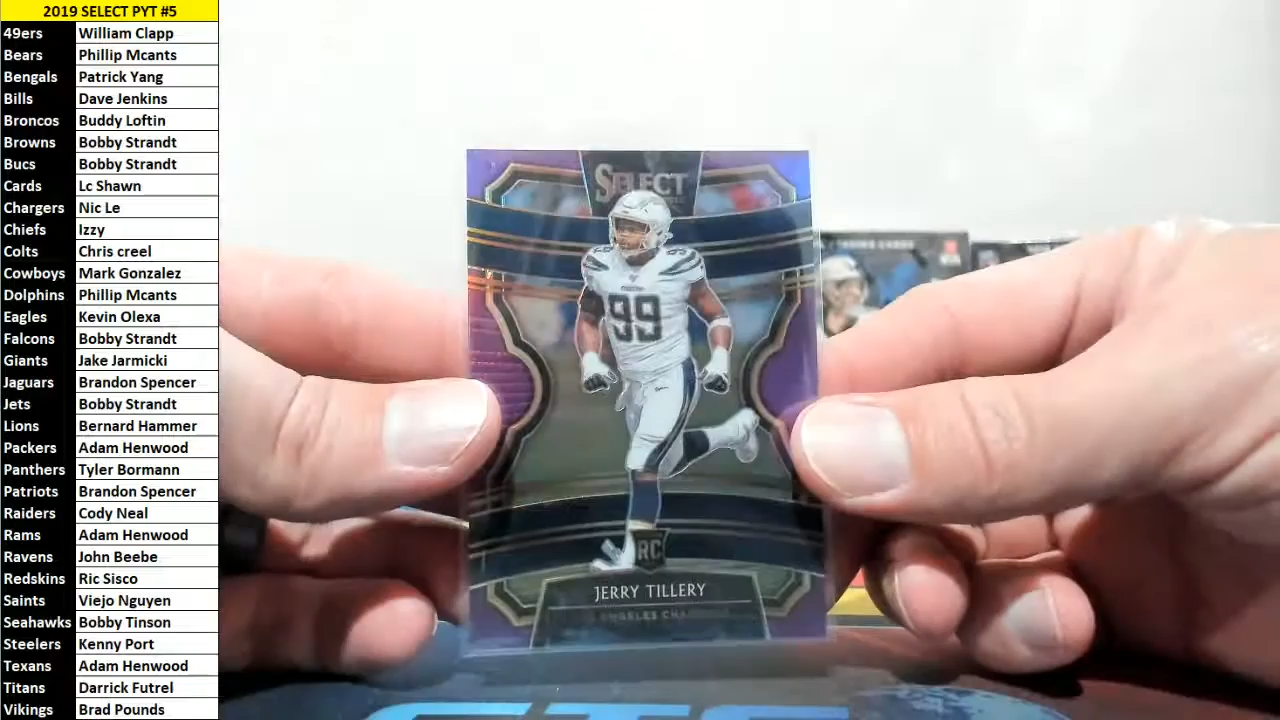 2019 SELECT PYT #5
49ers William Clapp
Bears Phillip Mcants
Bengals Patrick Yang
Bills Dave Jenkins
Broncos Buddy Loftin
Browns Bobby Strandt
Bucs Bobby Strandt
Cards Lc Shawn
Chargers Nic Le
Chiefs Izzy
Colts Chris creel
Cowboys Mark Gonzalez
Dolphins Phillip Mcants
Eagles Kevin Olexa
Falcons Bobby Strandt
Giants Jake Jarmicki
Jaguars Brandon Spencer
Jets Bobby Strandt
Lions Bernard Hammer
Packers Adam Henwood
Panthers Tyler Bormann
Patriots Brandon Spencer
Raiders Cody Neal
Rams Adam Henwood
Ravens John Beebe
Redskins Ric Sisco
Saints Viejo Nguyen
Seahawks Bobby Tinson
Steelers Kenny Port
Texans Adam Henwood
Titans Darrick Futrel
Vikings Brad Pounds
SELECT
99
RC
JERRY TILLERY